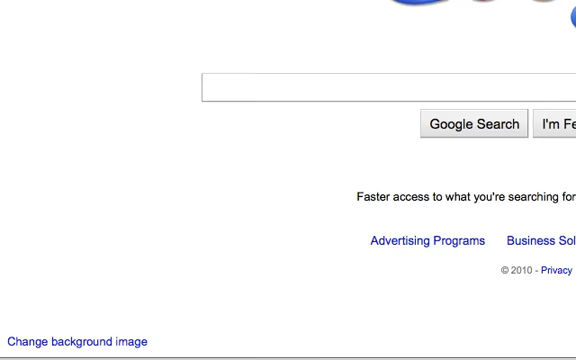 Google Search I'm Fe
Faster access to what you're searching for
Advertising Programs Business Sol
© 2010 - Privacy
Change background image